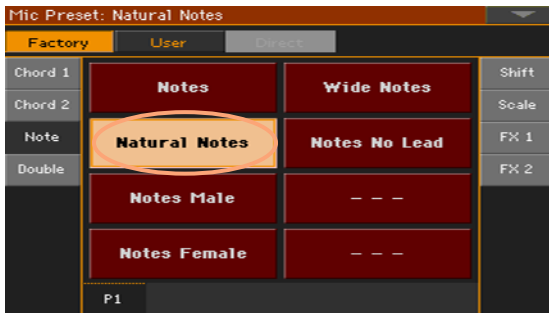 Mic Preset: Natural Notes
Factory User Direct
Chord 1
Chord 2
Note
Double
Notes Wide Notes
Natural Notes Notes No Lead
Notes Male - - -
Notes Female - - -
Shift
Scale
FX 1
FX 2
P1